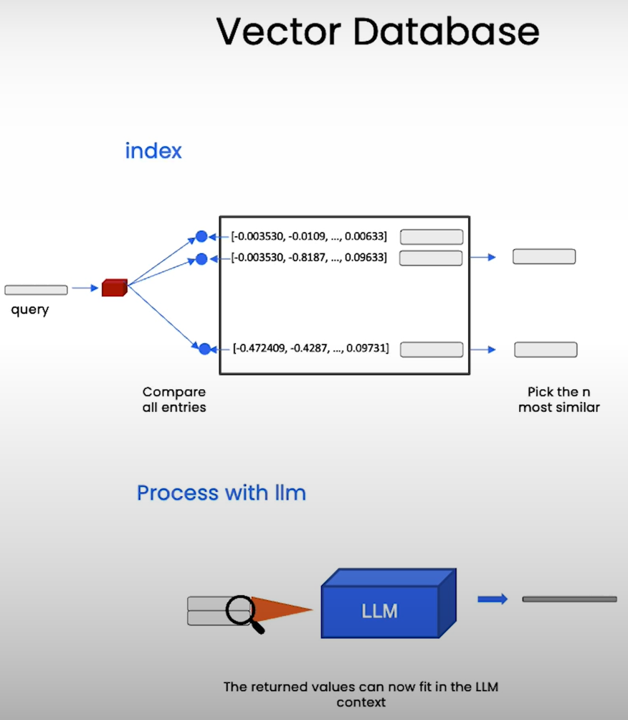 Vector Database
index
[-0.003530, -0.0109, ..., 0.00633]
[-0.003530, -0.8187, ..., 0.09633]
query
[-0.472409, -0.4287, ..., 0.09731]
Compare
all entries
Pick the n
most similar
Process with llm
LLM
The returned values can now fit in the LLM
context